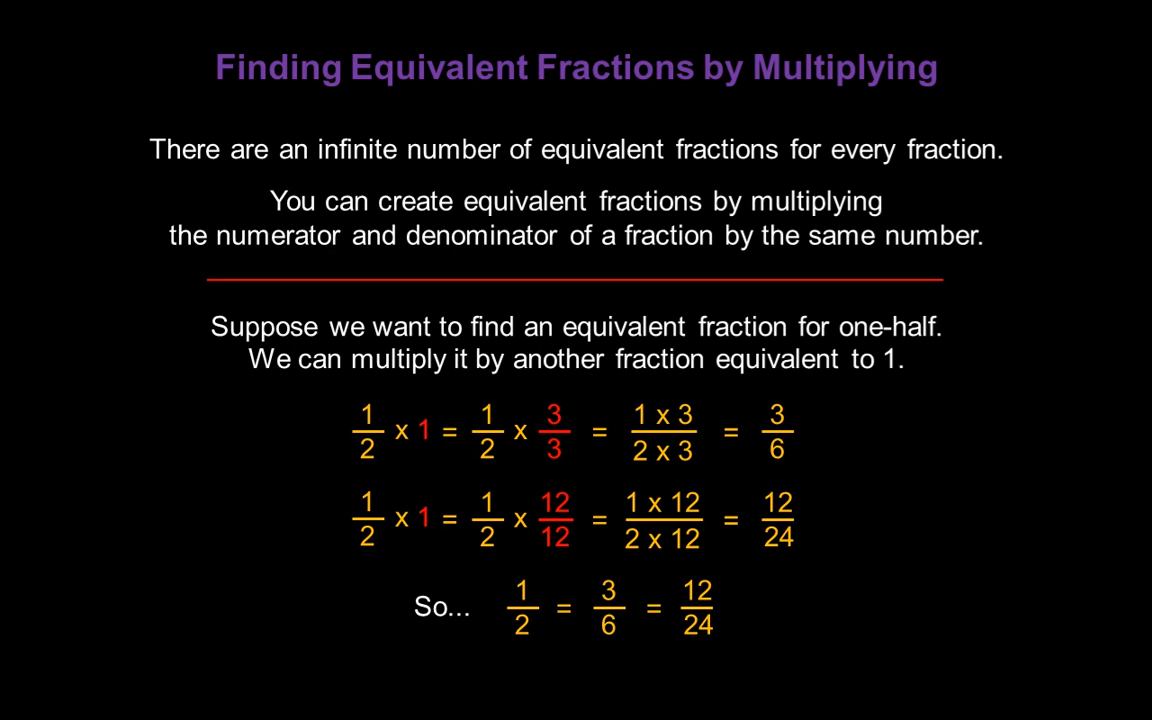 Finding Equivalent Fractions by Multiplying
There are an infinite number of equivalent fractions for every fraction.
You can create equivalent fractions by multiplying
the numerator and denominator of a fraction by the same number.
Suppose we want to find an equivalent fraction for one-half.
We can multiply it by another fraction equivalent to 1.
1/2 x 1 = 1/2 x 3/3 = 1 x 3/2 x 3 = 3/6
1/2 x 1 = 1/2 x 12/12 = 1 x 12/2 x 12 = 12/24
So... 1/2 = 3/6 = 12/24